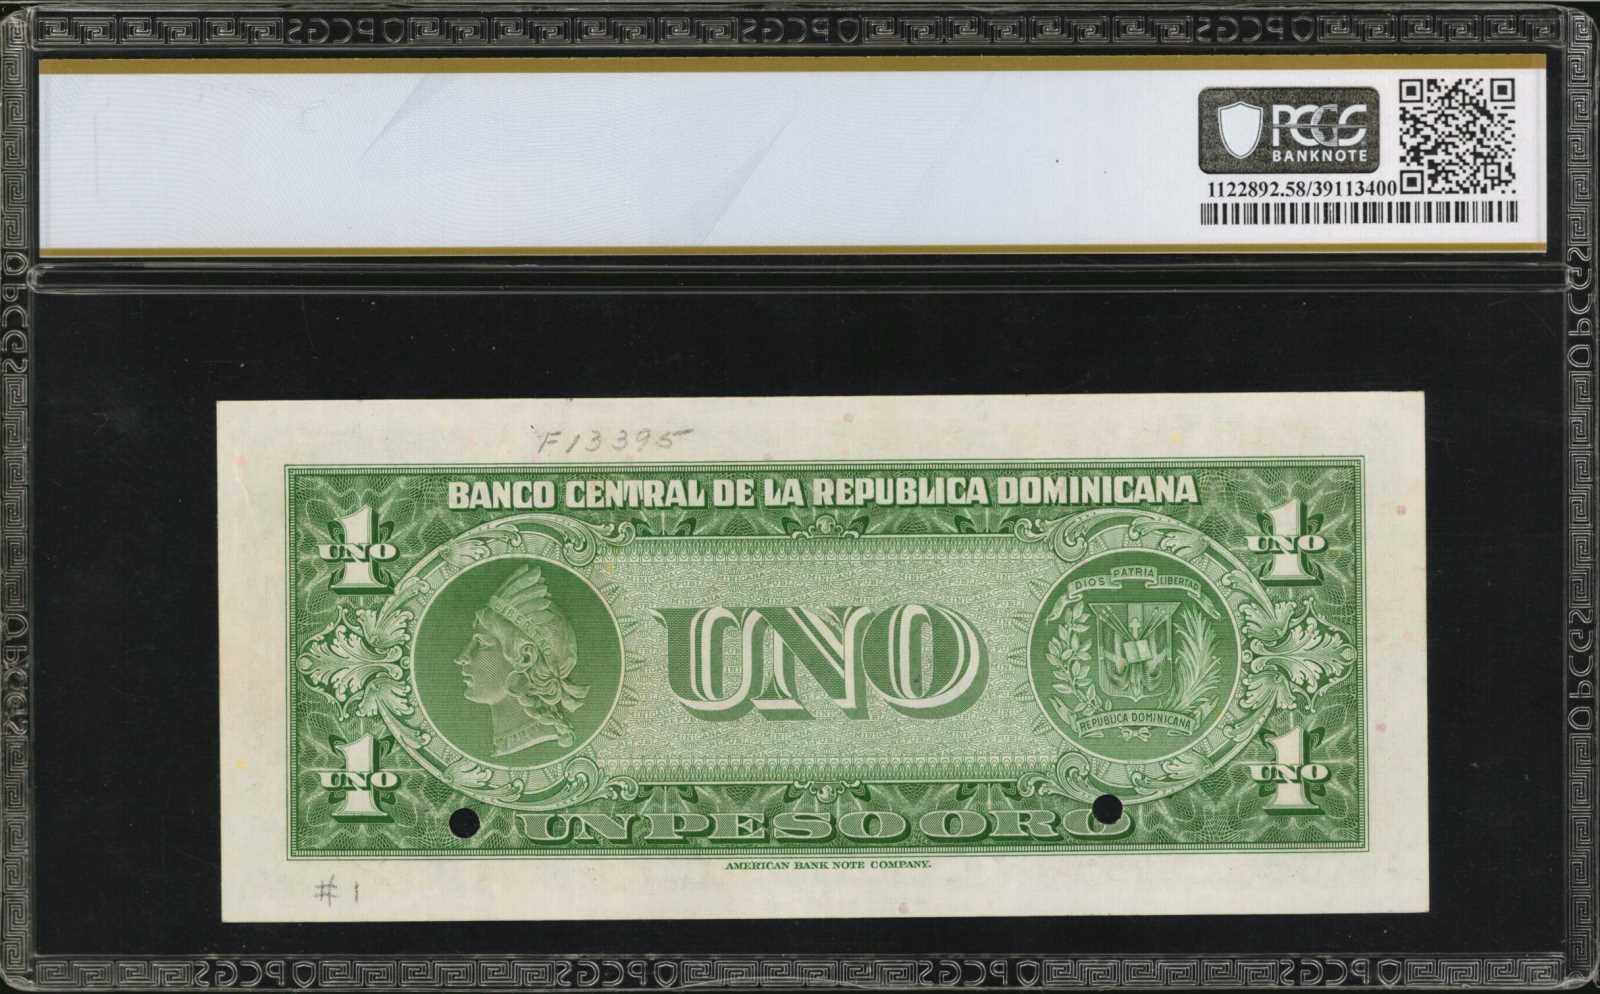 PCGS
BANKNOTE
1122892.58/39113400
F13395
BANCO CENTRAL DE LA REPUBLICA DOMINICANA
1 UNO
1 UNO
DIOS PATRIA LIBERTAD
UNO
REPUBLICA DOMINICANA
1 UNO
1 UNO
UN PESO ORO
AMERICAN BANK NOTE COMPANY.
# 1